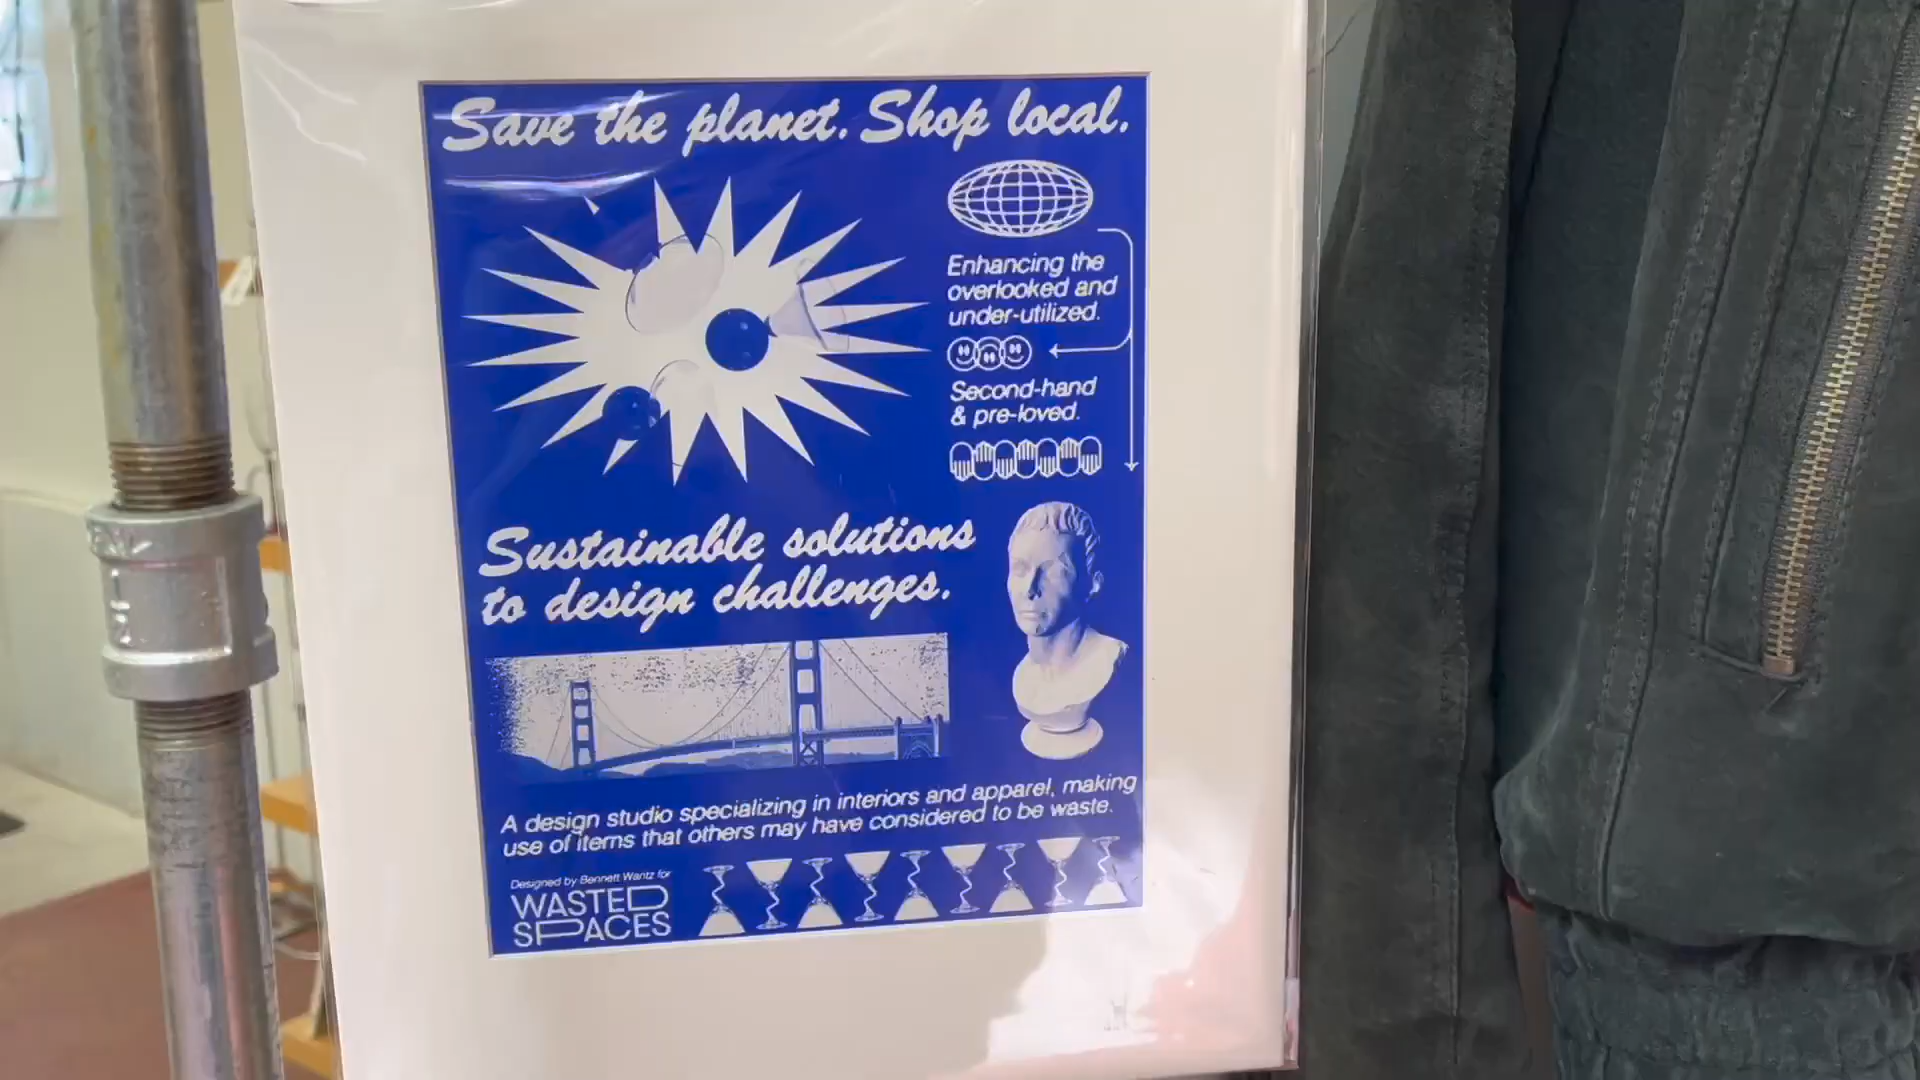 Save the planet. Shop local.
Enhancing the
overlooked and
under-utilized.
Second-hand
& pre-loved.
Sustainable solutions
to design challenges.
A design studio specializing in interiors and apparel, making
use of items that others may have considered to be waste.
Designed by Bennett Wantz for
WASTED
SPACES